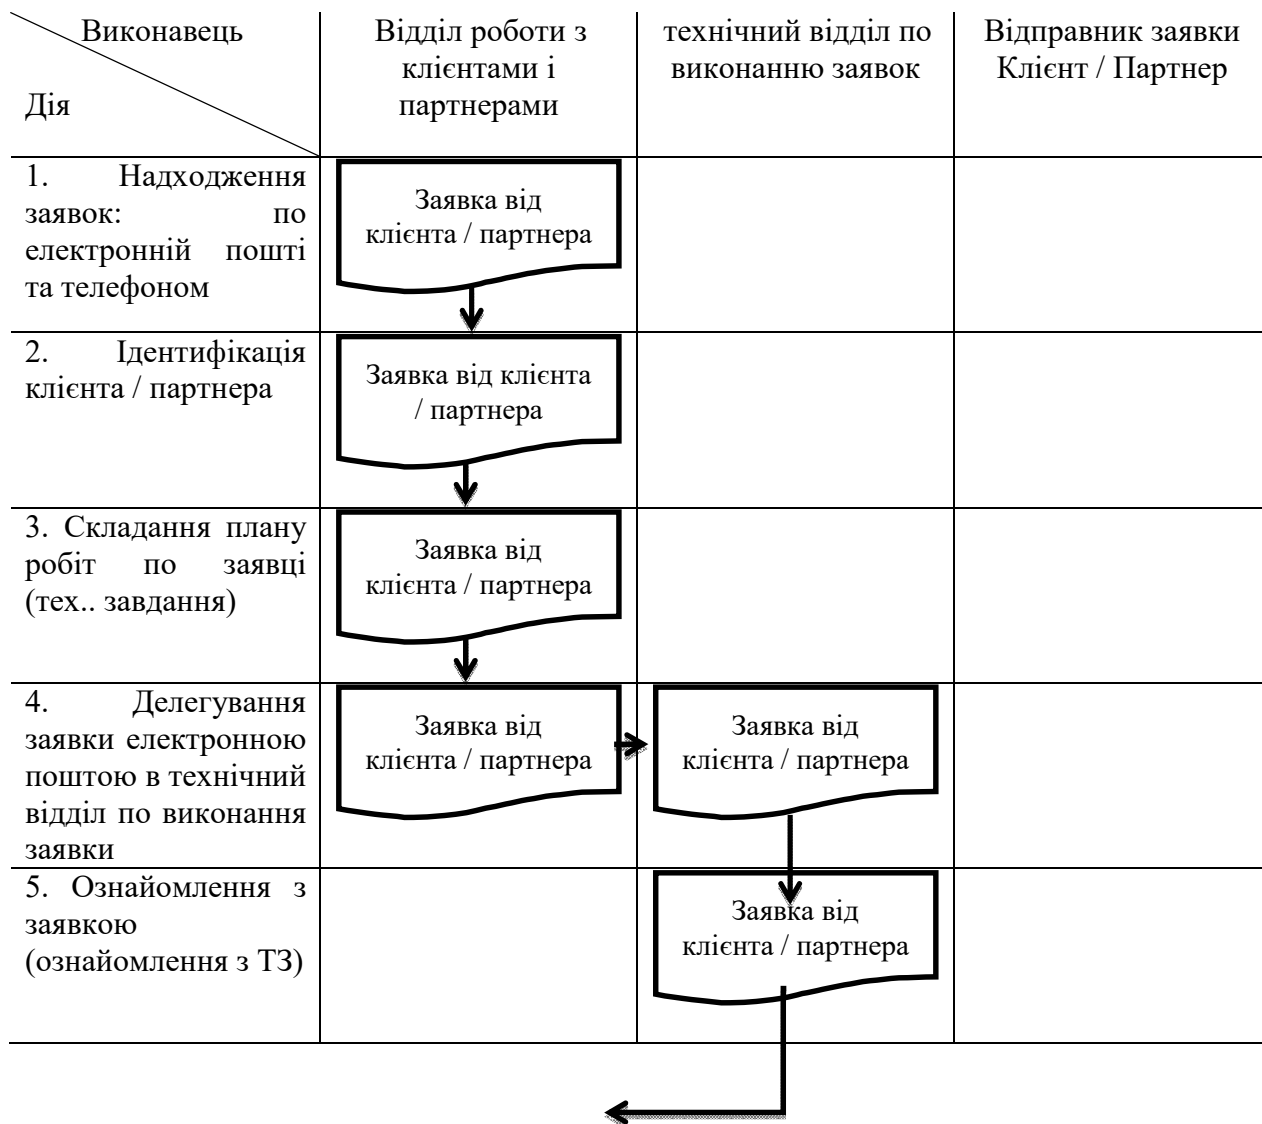 Виконавець
Дія
Відділ роботи з
клієнтами і
партнерами
технічний відділ по
виконанню заявок
Відправник заявки
Клієнт / Партнер
1. Надходження
заявок: по
електронній пошті
та телефоном
Заявка від
клієнта / партнера
2. Ідентифікація
клієнта / партнера
Заявка від клієнта
/ партнера
3. Складання плану
робіт по заявці
(тех.. завдання)
Заявка від
клієнта / партнера
4. Делегування
заявки електронною
поштою в технічний
відділ по виконання
заявки
Заявка від
клієнта / партнера
Заявка від
клієнта / партнера
5. Ознайомлення з
заявкою
(ознайомлення з ТЗ)
Заявка від
клієнта / партнера